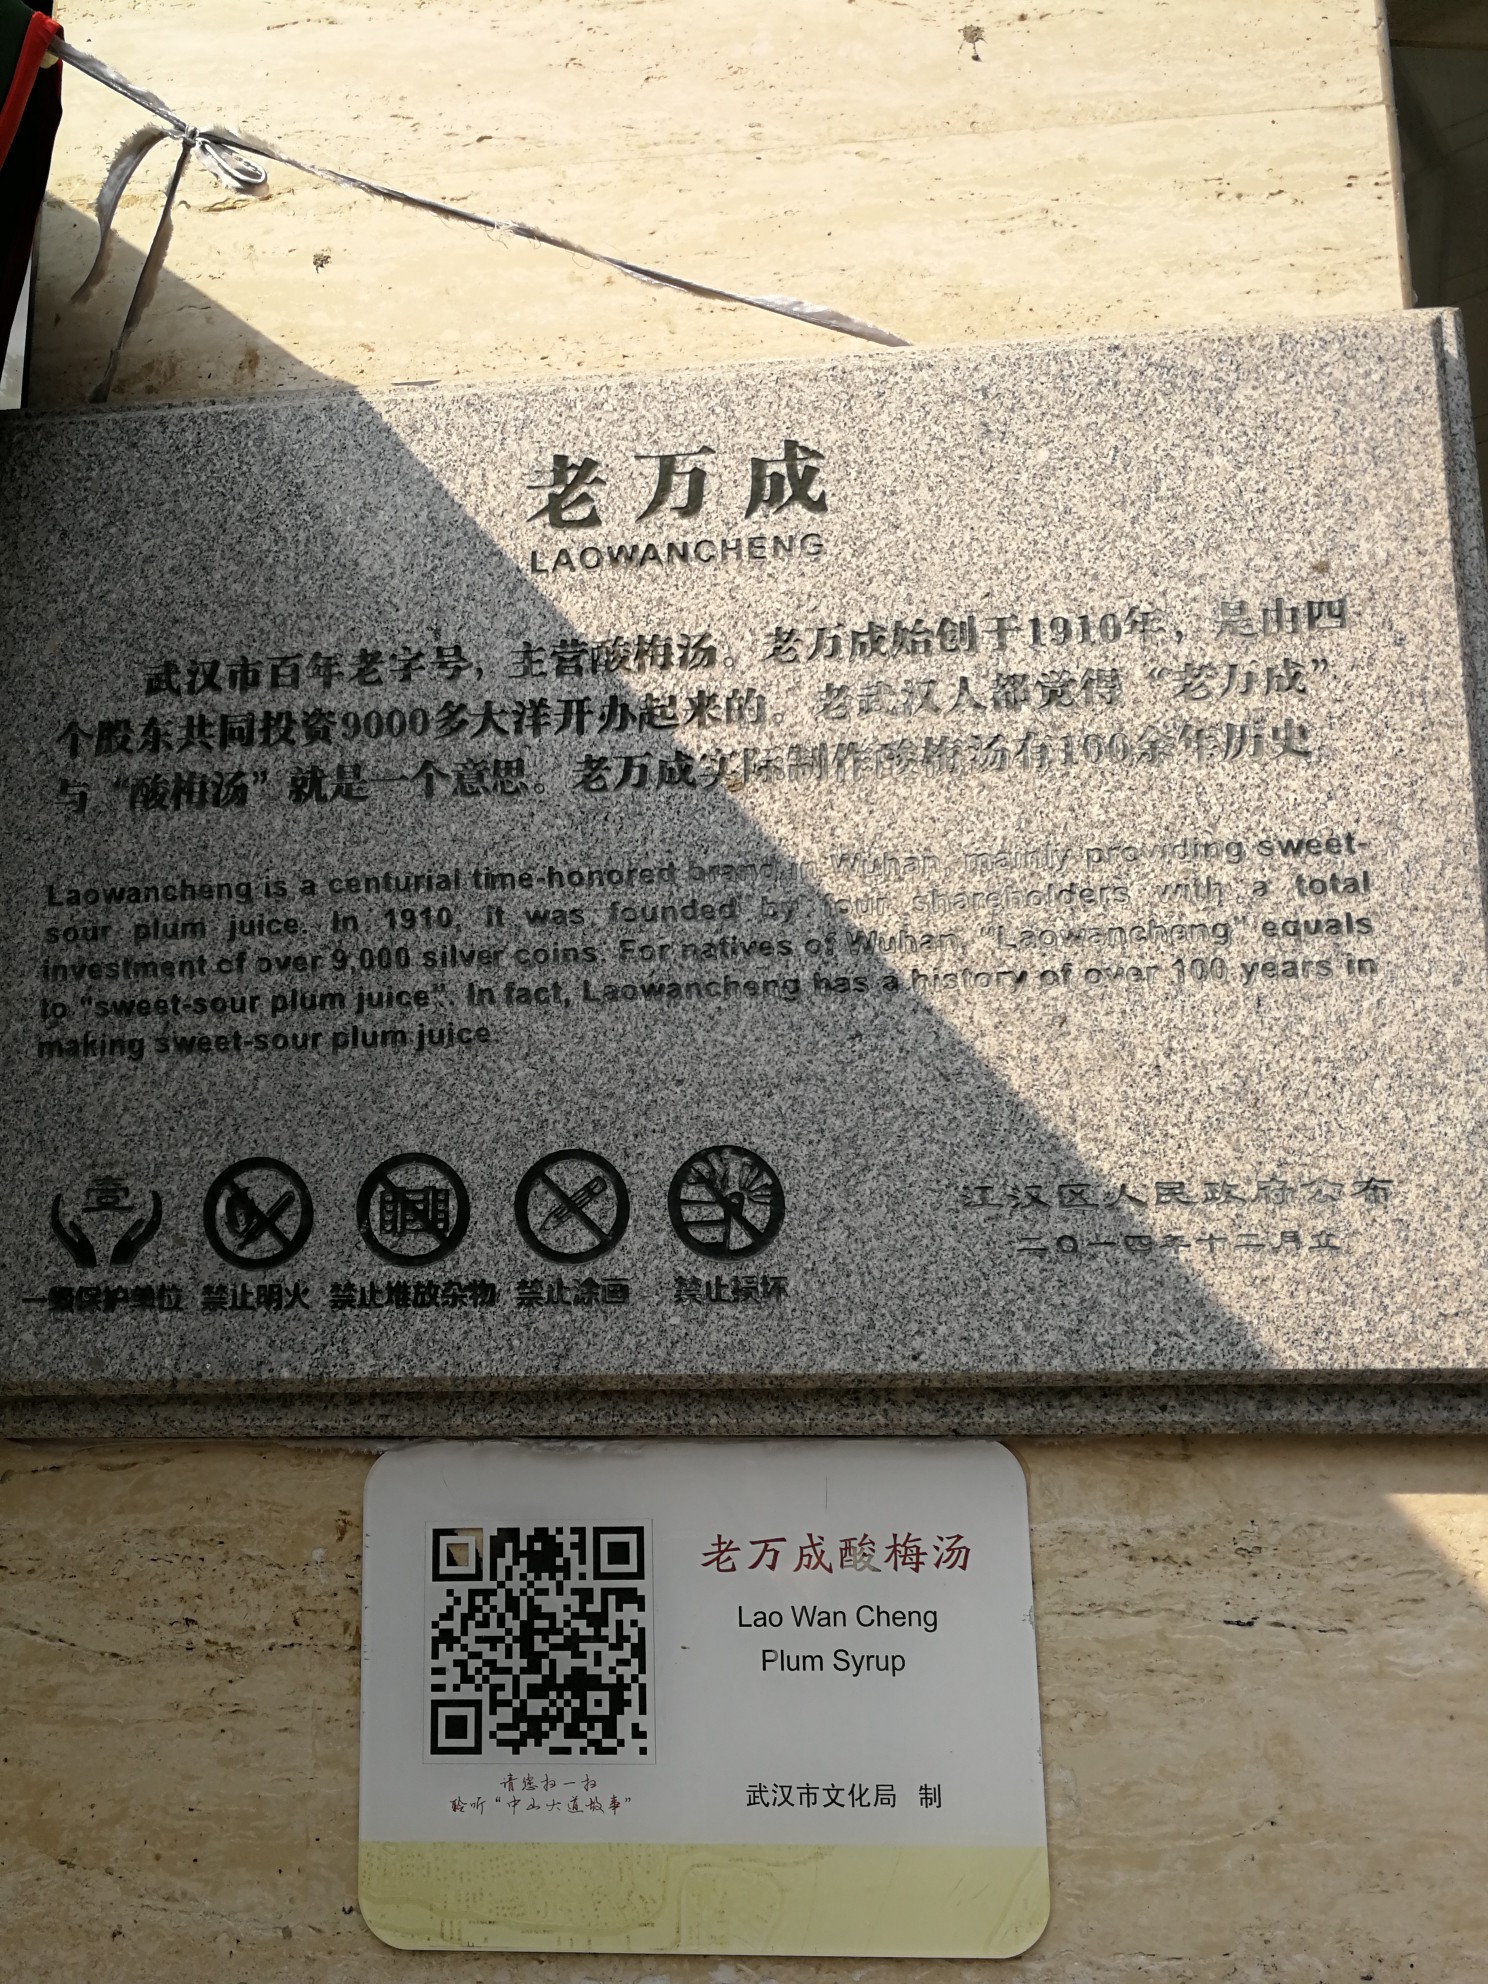 老万成
LAOWANCHENG
武汉市百年老字号，主营酸梅汤。老万成始创于1910年，是由四
个股东共同投资9000多大洋开办起来的。老武汉人都觉得“老万成”
与“酸梅汤”就是一个意思。老万成实际制作酸梅汤有100余年历史。
Laowancheng is a centurial time-honored brand in Wuhan, mainly providing sweet-
sour plum juice. In 1910, it was founded by four shareholders with a total
investment of over 9,000 silver coins. For natives of Wuhan, "Laowancheng" equals
to "sweet-sour plum juice". In fact, Laowancheng has a history of over 100 years in
making sweet-sour plum juice.
壹
一级保护单位 禁止明火 禁止堆放杂物 禁止涂画 禁止损坏
江汉区人民政府公布
二〇一四年十二月立
老万成酸梅汤
Lao Wan Cheng
Plum Syrup
请您扫一扫
聆听“中山大道故事”
武汉市文化局 制